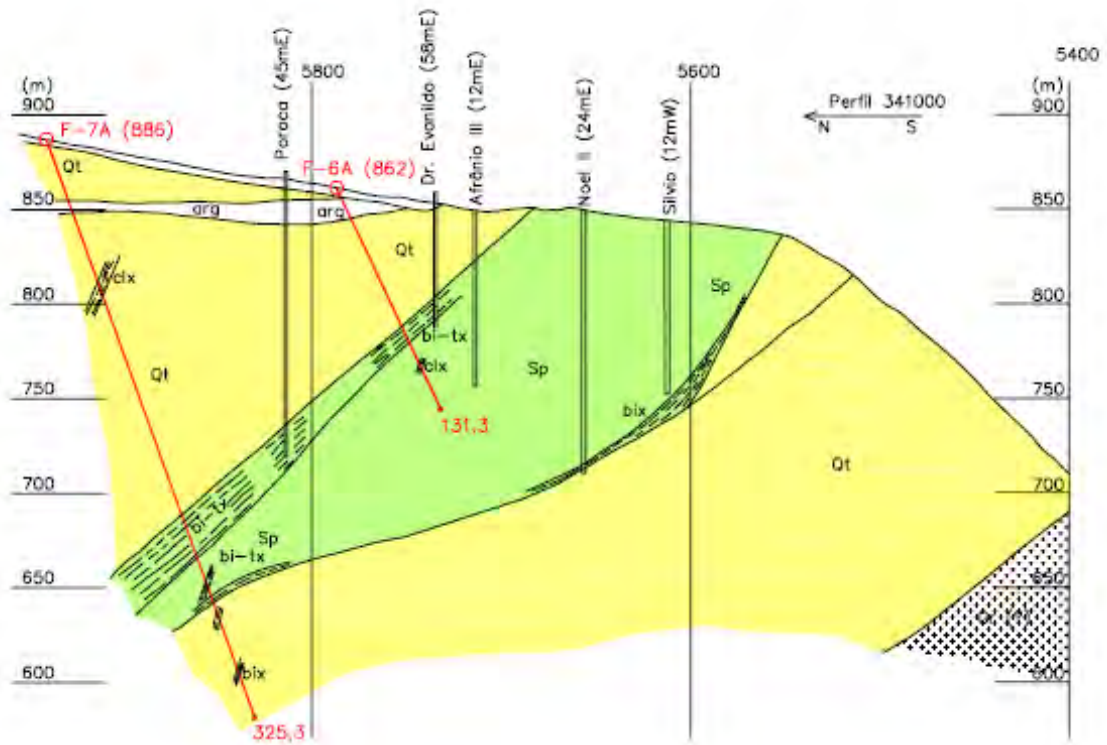 5400
5800
5600
(m)
(m)
900
900
Perfil 341000
N S
F-7A (886)
Poraca (45mE)
F-6A (862)
Dr. Evanildo (58mE)
Afrânio III (12mE)
Noel II (24mE)
Silvio (12mW)
Qt
850
850
arg
arg
Qt
clx
Sp
800
800
bi-tx
Qt
clx
Sp
750
750
131,3
bix
Qt
700
700
bi-tx
Sp
bi-tx
650
650
600
600
bix
325,3